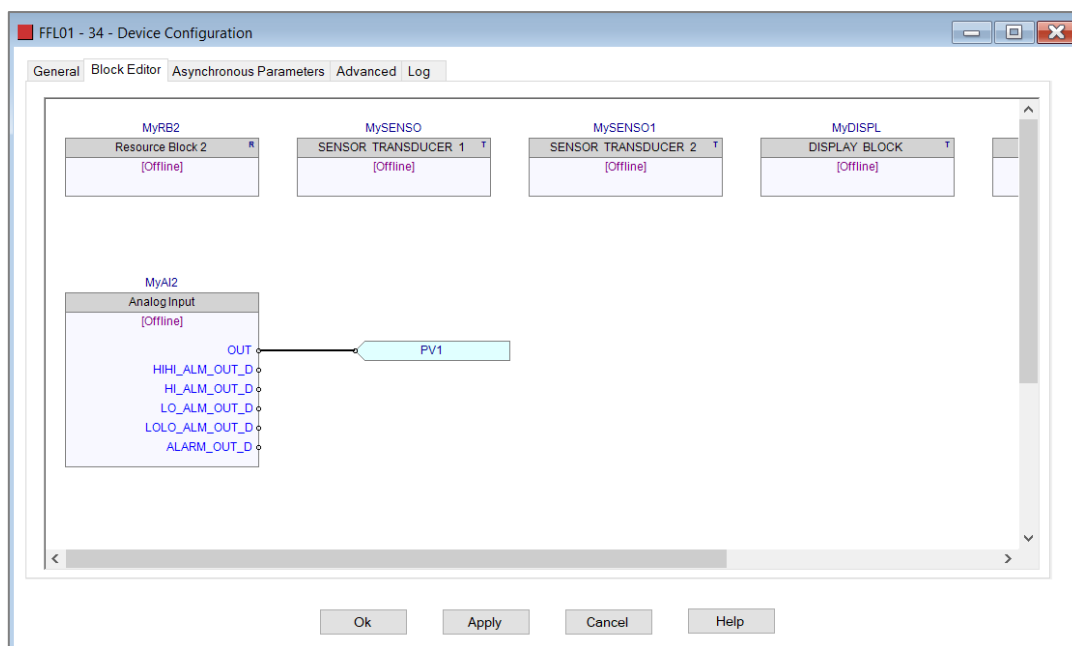 FFL01 - 34 - Device Configuration
General Block Editor Asynchronous Parameters Advanced Log
MyRB2 MySENSO MySENSO1 MyDISPL
Resource Block 2 R SENSOR TRANSDUCER 1 T SENSOR TRANSDUCER 2 T DISPLAY BLOCK T
[Offline] [Offline] [Offline] [Offline]
MyAI2
Analog Input
[Offline]
OUT PV1
HIHI_ALM_OUT_D
HI_ALM_OUT_D
LO_ALM_OUT_D
LOLO_ALM_OUT_D
ALARM_OUT_D
Ok Apply Cancel Help